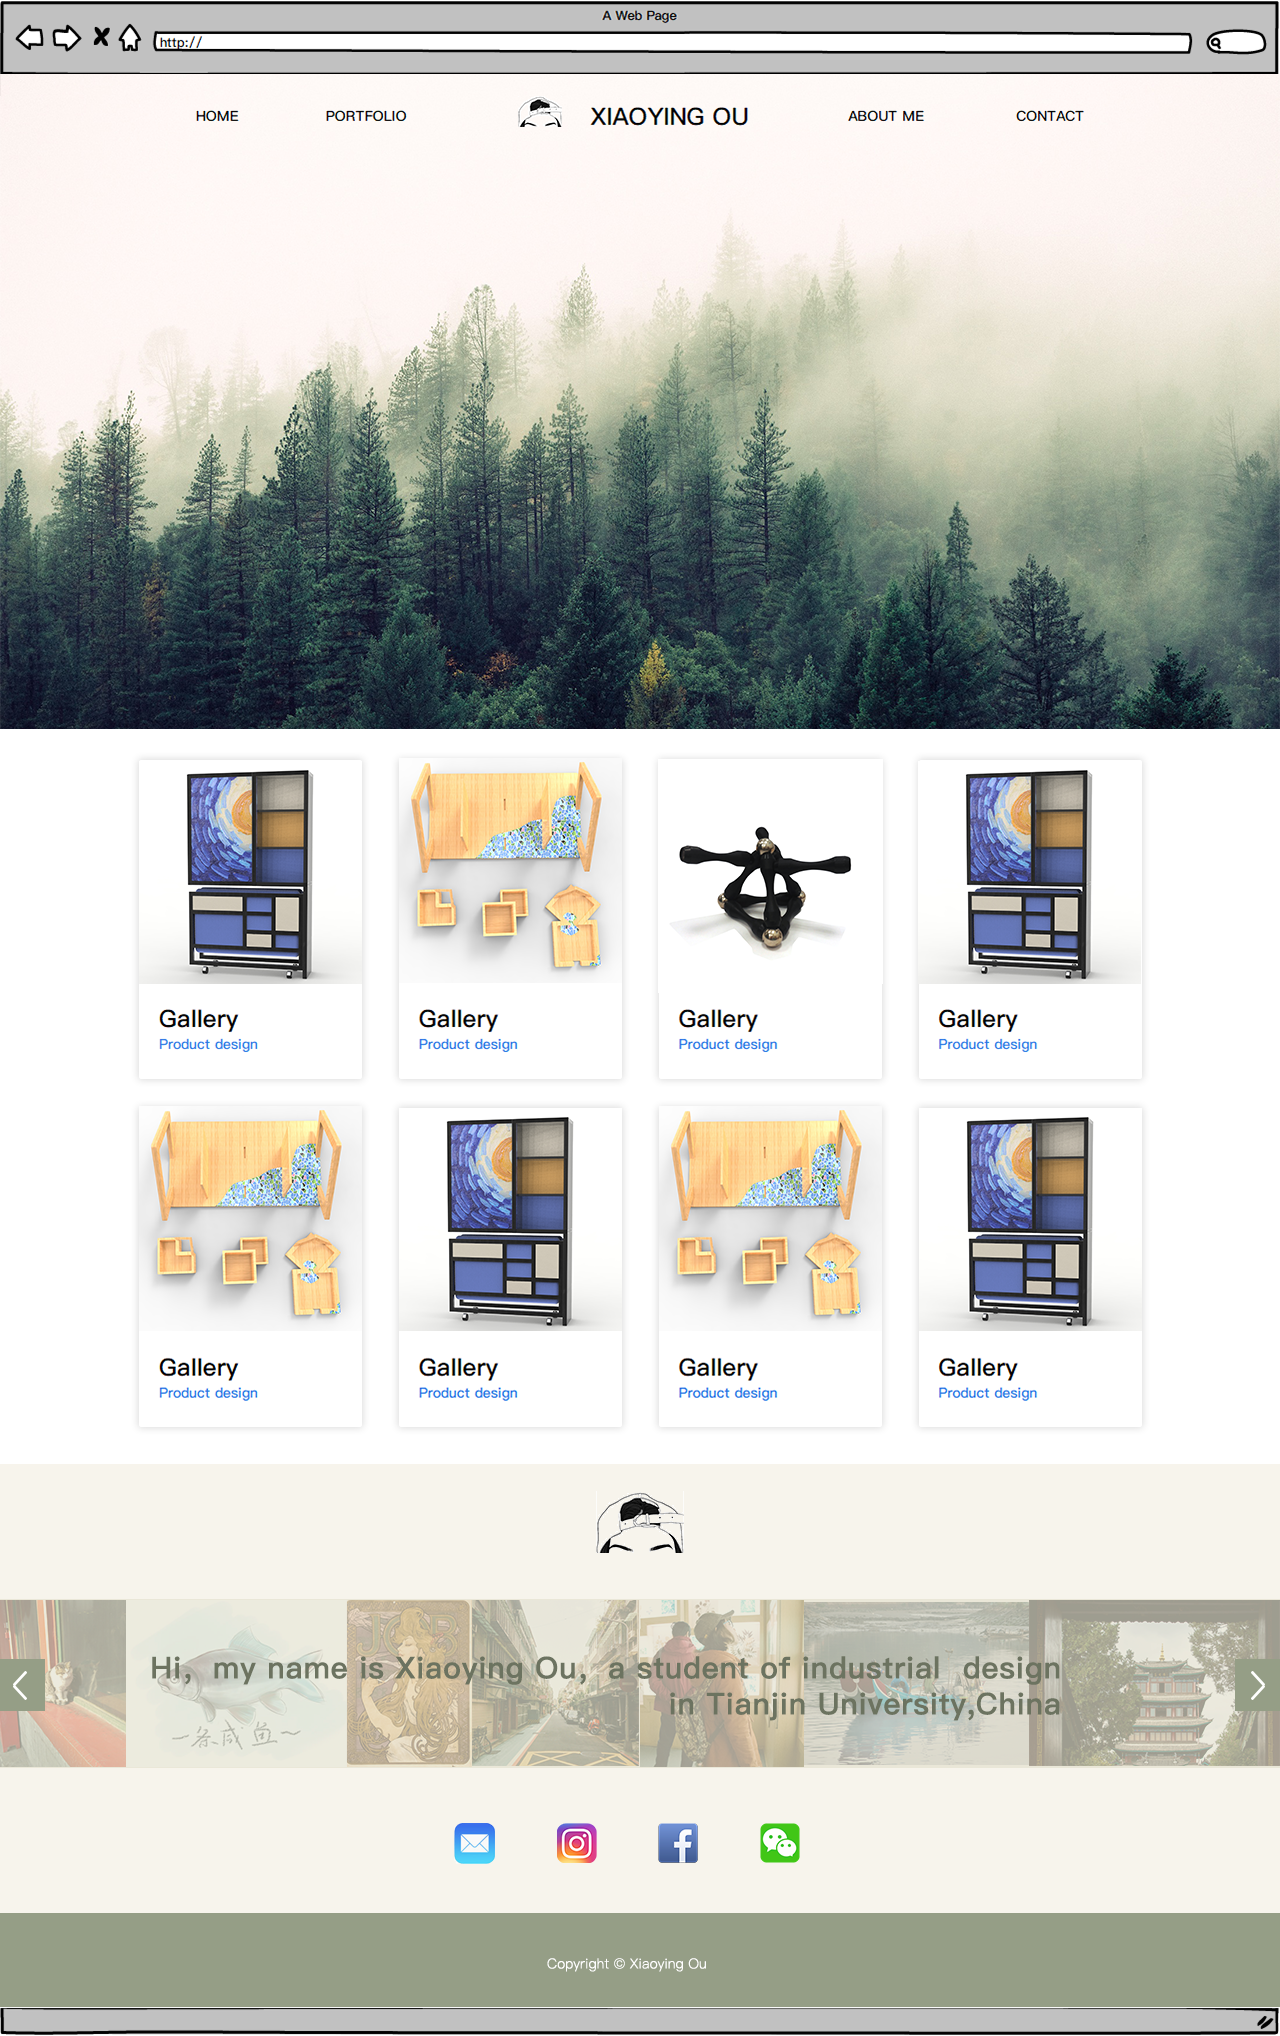 A Web Page
http://
HOME
PORTFOLIO
XIAOYING OU
ABOUT ME
CONTACT
Gallery
Product design
Gallery
Product design
Gallery
Product design
Gallery
Product design
Gallery
Product design
Gallery
Product design
Gallery
Product design
Gallery
Product design
Hi, my name is Xiaoying Ou, a student of industrial design
in Tianjin University,China
一条咸鱼~
Copyright © Xiaoying Ou